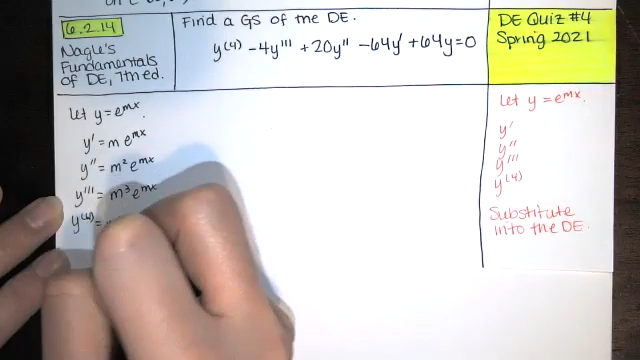 6.2.14
Nagle's
Fundamentals
of DE, 7th ed.
Find a GS of the DE.
y⁽⁴⁾ - 4y''' + 20y'' - 64y' + 64y = 0
DE Quiz #4
Spring 2021
Let y = e^mx.
y' = m e^mx
y'' = m² e^mx
y''' = m³ e^mx
y⁽⁴⁾ =
Let y = e^mx.
y'
y''
y'''
y⁽⁴⁾
Substitute
into the DE.